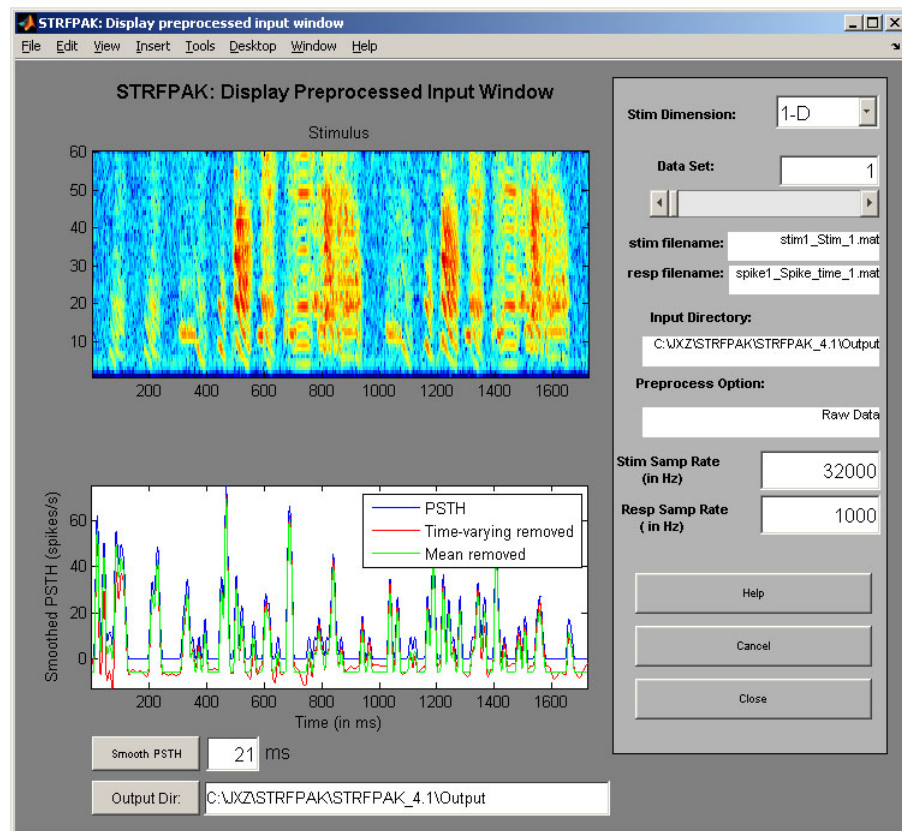 STRFPAK: Display preprocessed input window
File Edit View Insert Tools Desktop Window Help
STRFPAK: Display Preprocessed Input Window
Stimulus
60
50
40
30
20
10
200 400 600 800 1000 1200 1400 1600
Smoothed PSTH (spikes/s)
60
40
20
0
PSTH
Time-varying removed
Mean removed
200 400 600 800 1000 1200 1400 1600
Time (in ms)
Smooth PSTH 21 ms
Output Dir: C:\JXZ\STRFPAK\STRFPAK_4.1\Output
Stim Dimension: 1-D
Data Set: 1
stim filename: stim1_Stim_1.mat
resp filename: spike1_Spike_time_1.mat
Input Directory:
C:\JXZ\STRFPAK\STRFPAK_4.1\Output
Preprocess Option:
Raw Data
Stim Samp Rate
(in Hz)
32000
Resp Samp Rate
( in Hz)
1000
Help
Cancel
Close